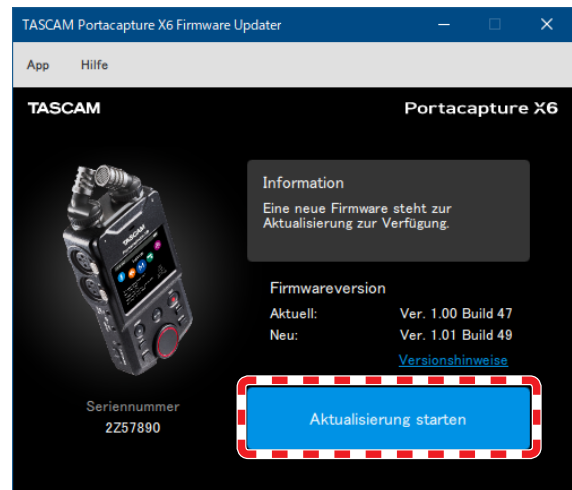 TASCAM Portacapture X6 Firmware Updater
App Hilfe
TASCAM
Portacapture X6
Information
Eine neue Firmware steht zur
Aktualisierung zur Verfügung.
Firmwareversion
Aktuell: Ver. 1.00 Build 47
Neu: Ver. 1.01 Build 49
Versionshinweise
Seriennummer
2Z57890
Aktualisierung starten